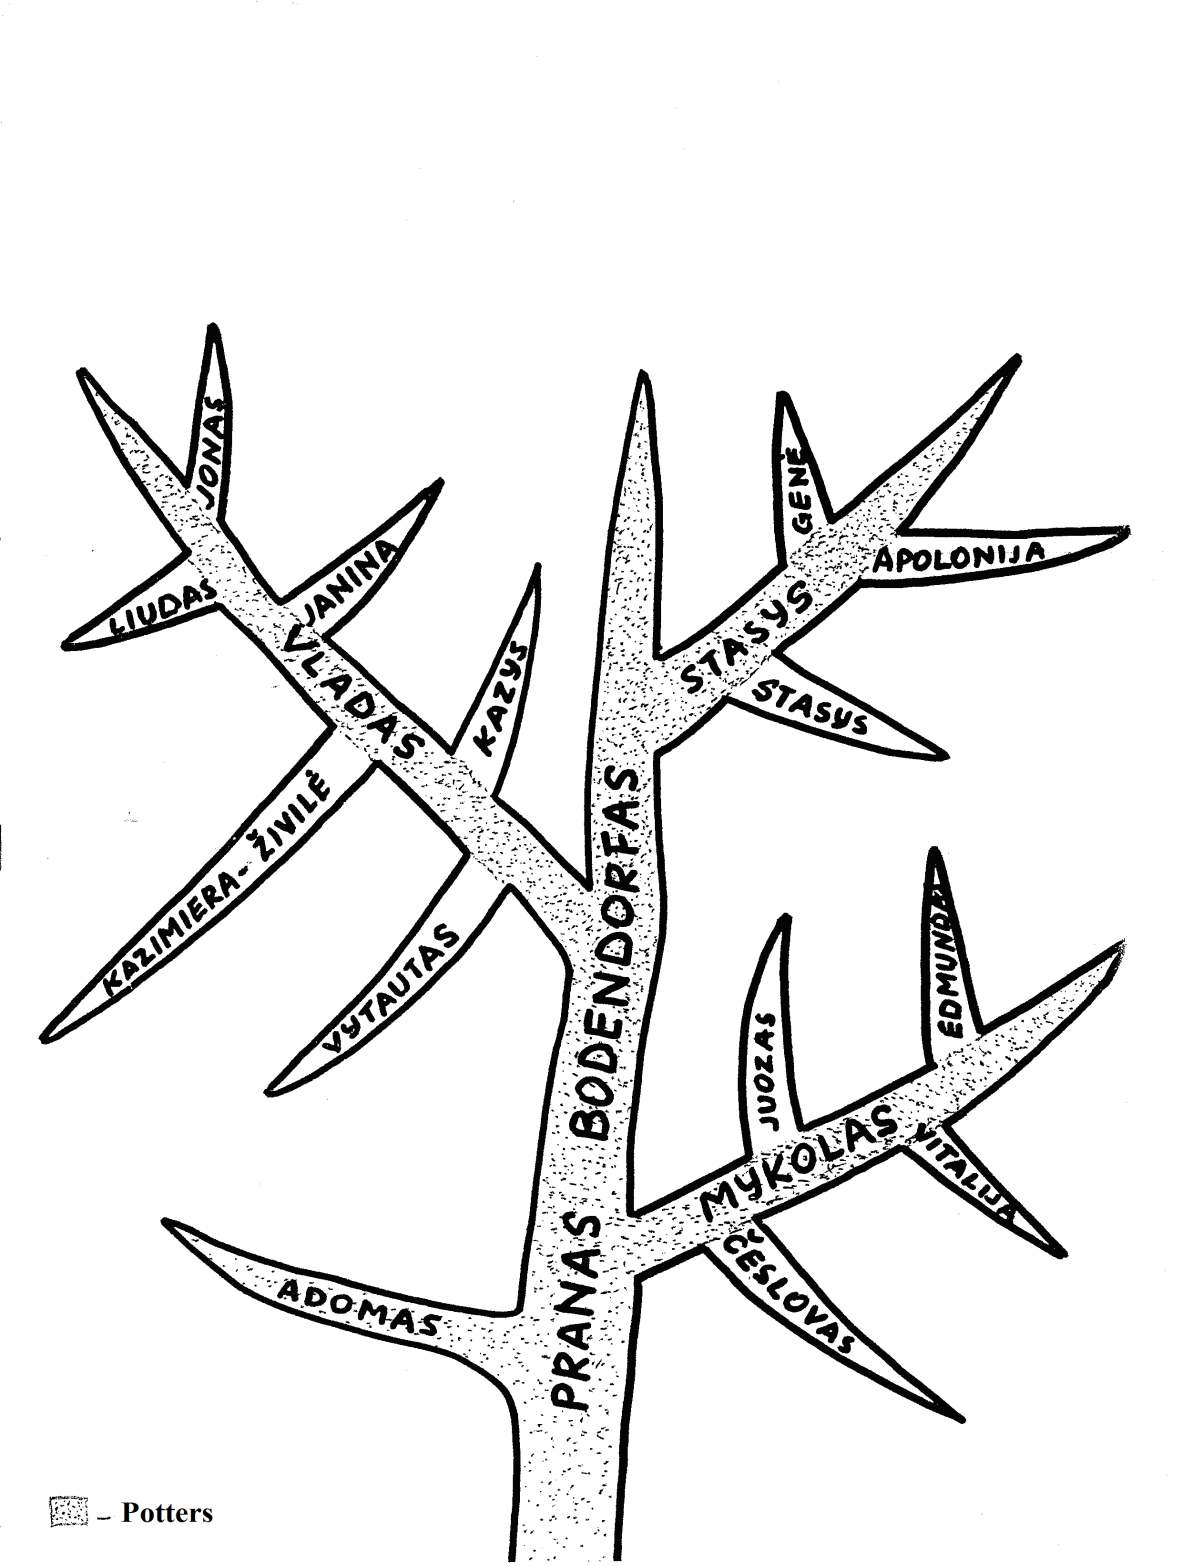 JONAS
LIUDAS
JANINA
VLADAS
KAZYS
KAZIMIERA-ŽIVILĖ
VYTAUTAS
GENĖ
APOLONIJA
STASYS
STASYS
PRANAS BODENDORFAS
EDMUNDA
JUOZAS
MYKOLAS
VITALIJA
ČESLOVAS
ADOMAS
– Potters